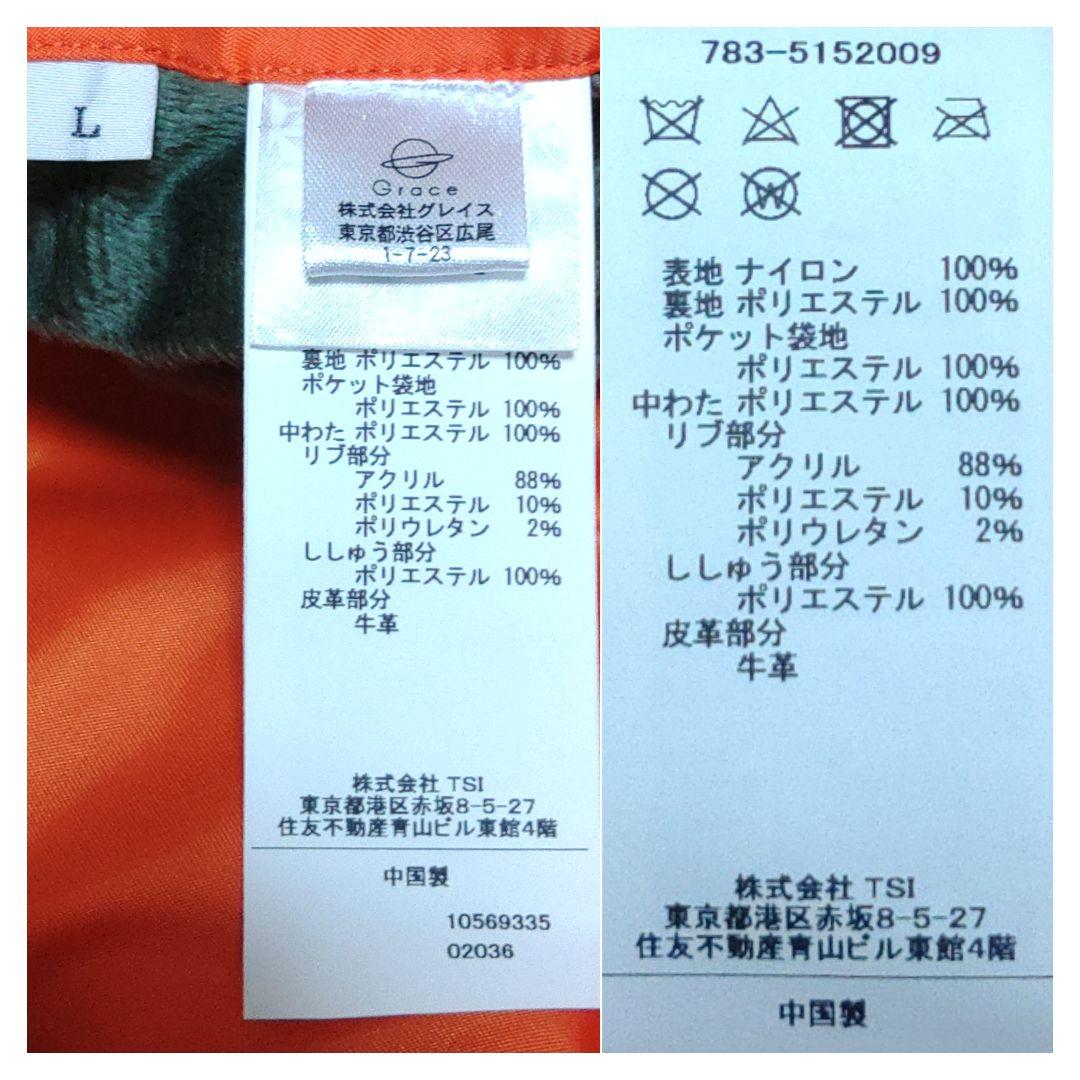 L
Grace
株式会社グレイス
東京都渋谷区広尾
1-7-23
裏地 ポリエステル 100%
ポケット袋地
ポリエステル 100%
中わた ポリエステル 100%
リブ部分
アクリル 88%
ポリエステル 10%
ポリウレタン 2%
ししゅう部分
ポリエステル 100%
皮革部分
牛革
株式会社 TSI
東京都港区赤坂8-5-27
住友不動産青山ビル東館4階
中国製
10569335
02036
783-5152009
W
表地 ナイロン 100%
裏地 ポリエステル 100%
ポケット袋地
ポリエステル 100%
中わた ポリエステル 100%
リブ部分
アクリル 88%
ポリエステル 10%
ポリウレタン 2%
ししゅう部分
ポリエステル 100%
皮革部分
牛革
株式会社 TSI
東京都港区赤坂8-5-27
住友不動産青山ビル東館4階
中国製